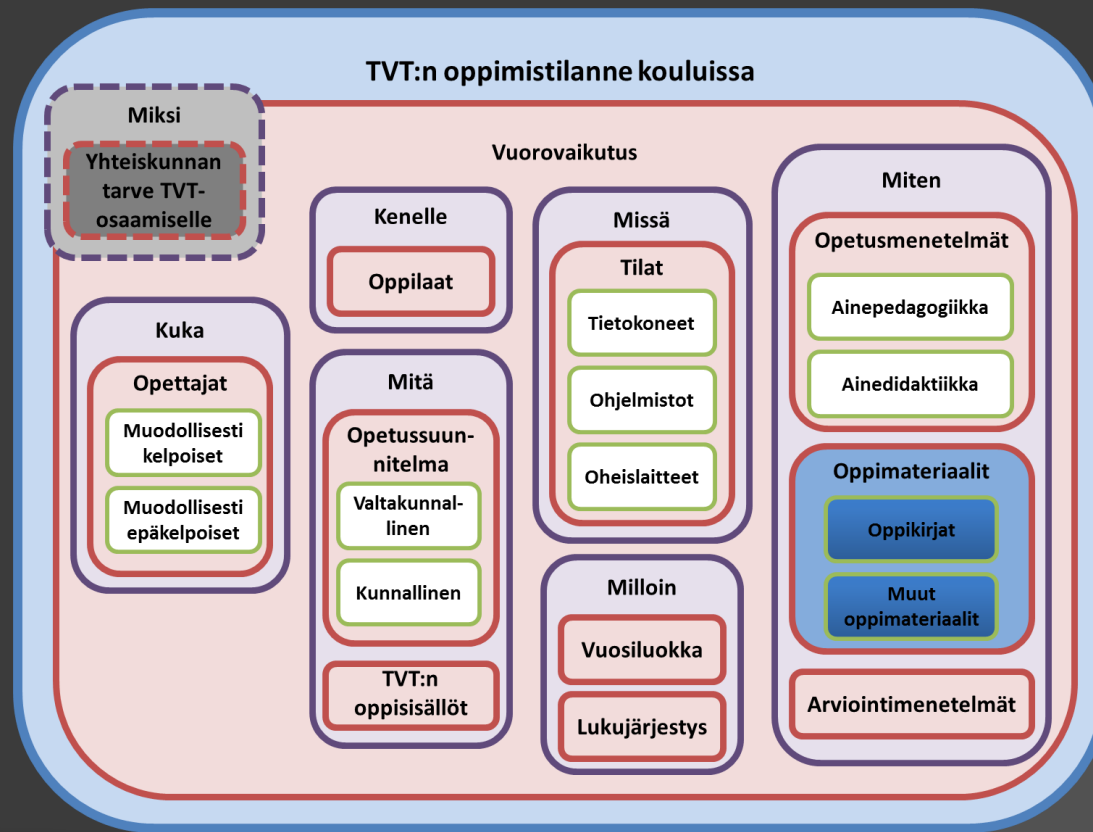 TVT:n oppimistilanne kouluissa
Miksi
Yhteiskunnan
tarve TVT-
osaamiselle
Vuorovaikutus
Kuka
Opettajat
Muodollisesti
kelpoiset
Muodollisesti
epäkelpoiset
Kenelle
Oppilaat
Mitä
Opetussuun-
nitelma
Valtakunnal-
linen
Kunnallinen
TVT:n
oppisisällöt
Missä
Tilat
Tietokoneet
Ohjelmistot
Oheislaitteet
Milloin
Vuosiluokka
Lukujärjestys
Miten
Opetusmenetelmät
Ainepedagogiikka
Ainedidaktiikka
Oppimateriaalit
Oppikirjat
Muut
oppimateriaalit
Arviointimenetelmät